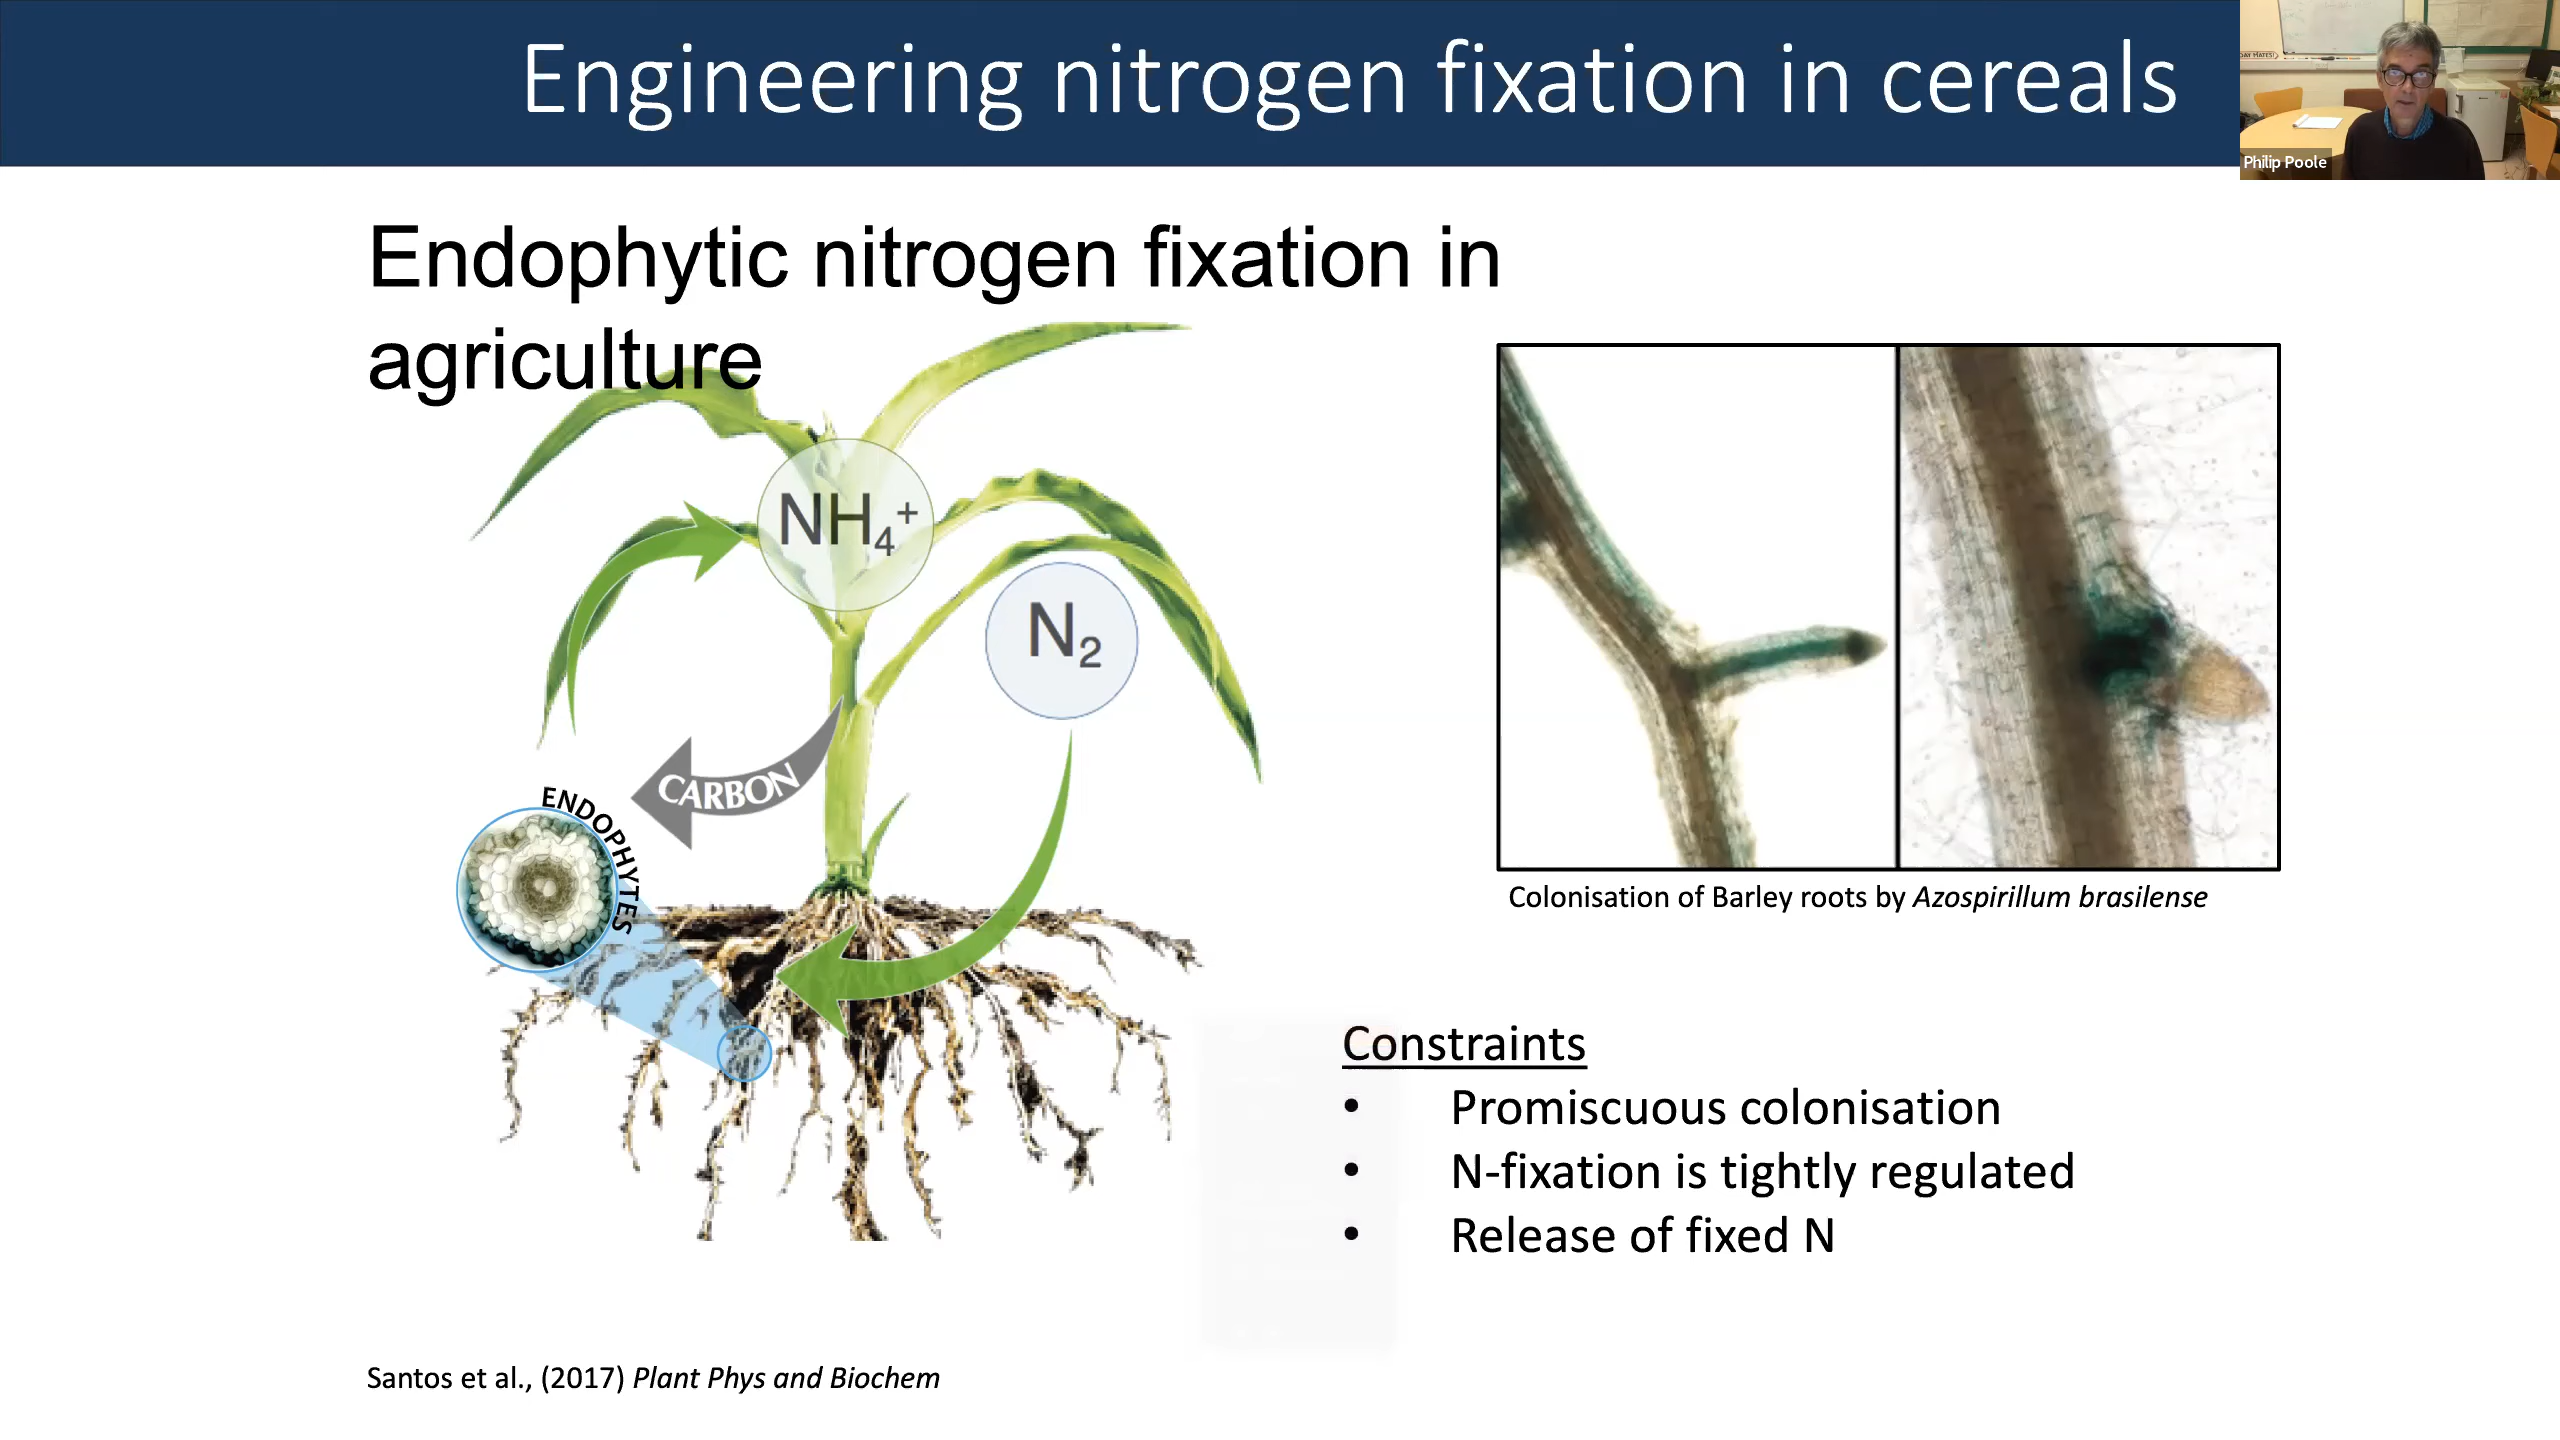 Engineering nitrogen fixation in cereals
Philip Poole
Endophytic nitrogen fixation in
agriculture
NH₄⁺
N₂
CARBON
ENDOPHYTES
Colonisation of Barley roots by Azospirillum brasilense
Constraints
• Promiscuous colonisation
• N-fixation is tightly regulated
• Release of fixed N
Santos et al., (2017) Plant Phys and Biochem